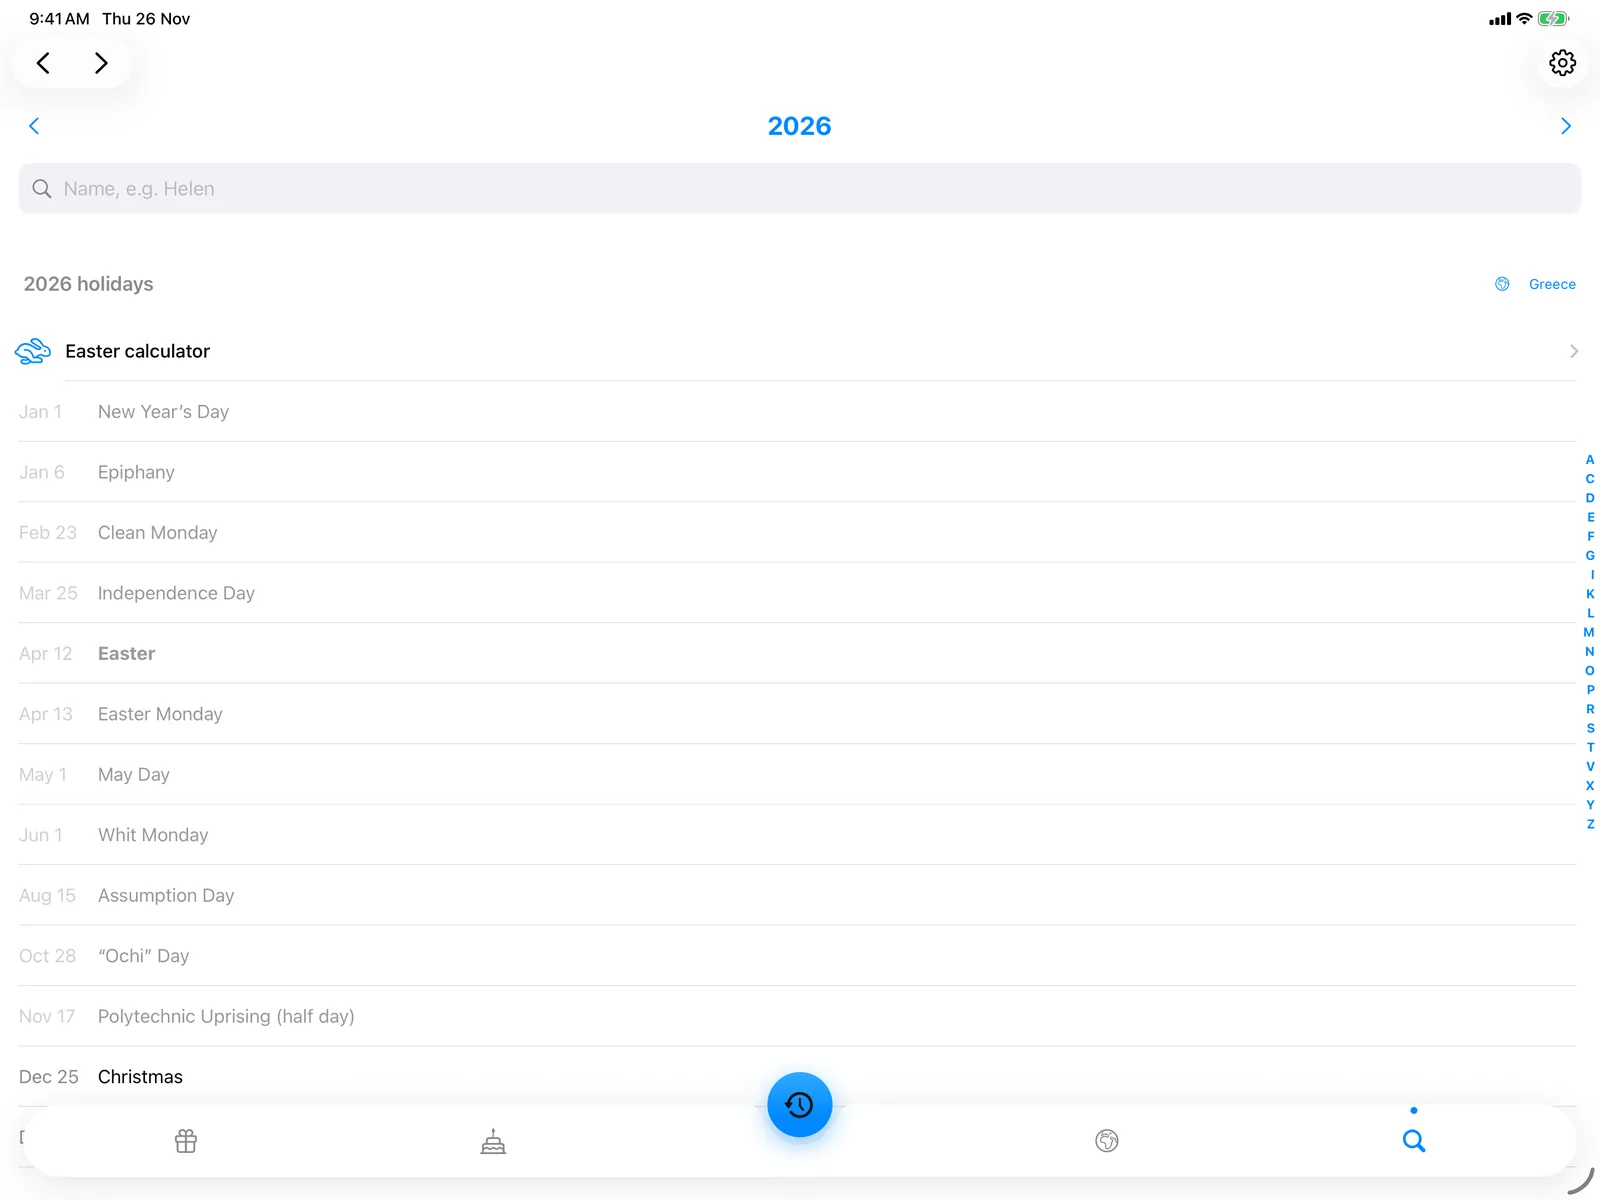 9:41 AM Thu 26 Nov
2026
Name, e.g. Helen
2026 holidays
Greece
Easter calculator
Jan 1 New Year’s Day
Jan 6 Epiphany
Feb 23 Clean Monday
Mar 25 Independence Day
Apr 12 Easter
Apr 13 Easter Monday
May 1 May Day
Jun 1 Whit Monday
Aug 15 Assumption Day
Oct 28 “Ochi” Day
Nov 17 Polytechnic Uprising (half day)
Dec 25 Christmas
A
C
D
E
F
G
I
K
L
M
N
O
P
R
S
T
V
X
Y
Z